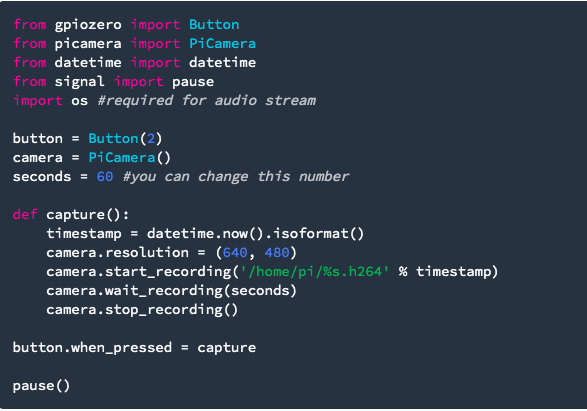 from gpiozero import Button
from picamera import PiCamera
from datetime import datetime
from signal import pause
import os #required for audio stream

button = Button(2)
camera = PiCamera()
seconds = 60 #you can change this number

def capture():
    timestamp = datetime.now().isoformat()
    camera.resolution = (640, 480)
    camera.start_recording('/home/pi/%s.h264' % timestamp)
    camera.wait_recording(seconds)
    camera.stop_recording()

button.when_pressed = capture

pause()